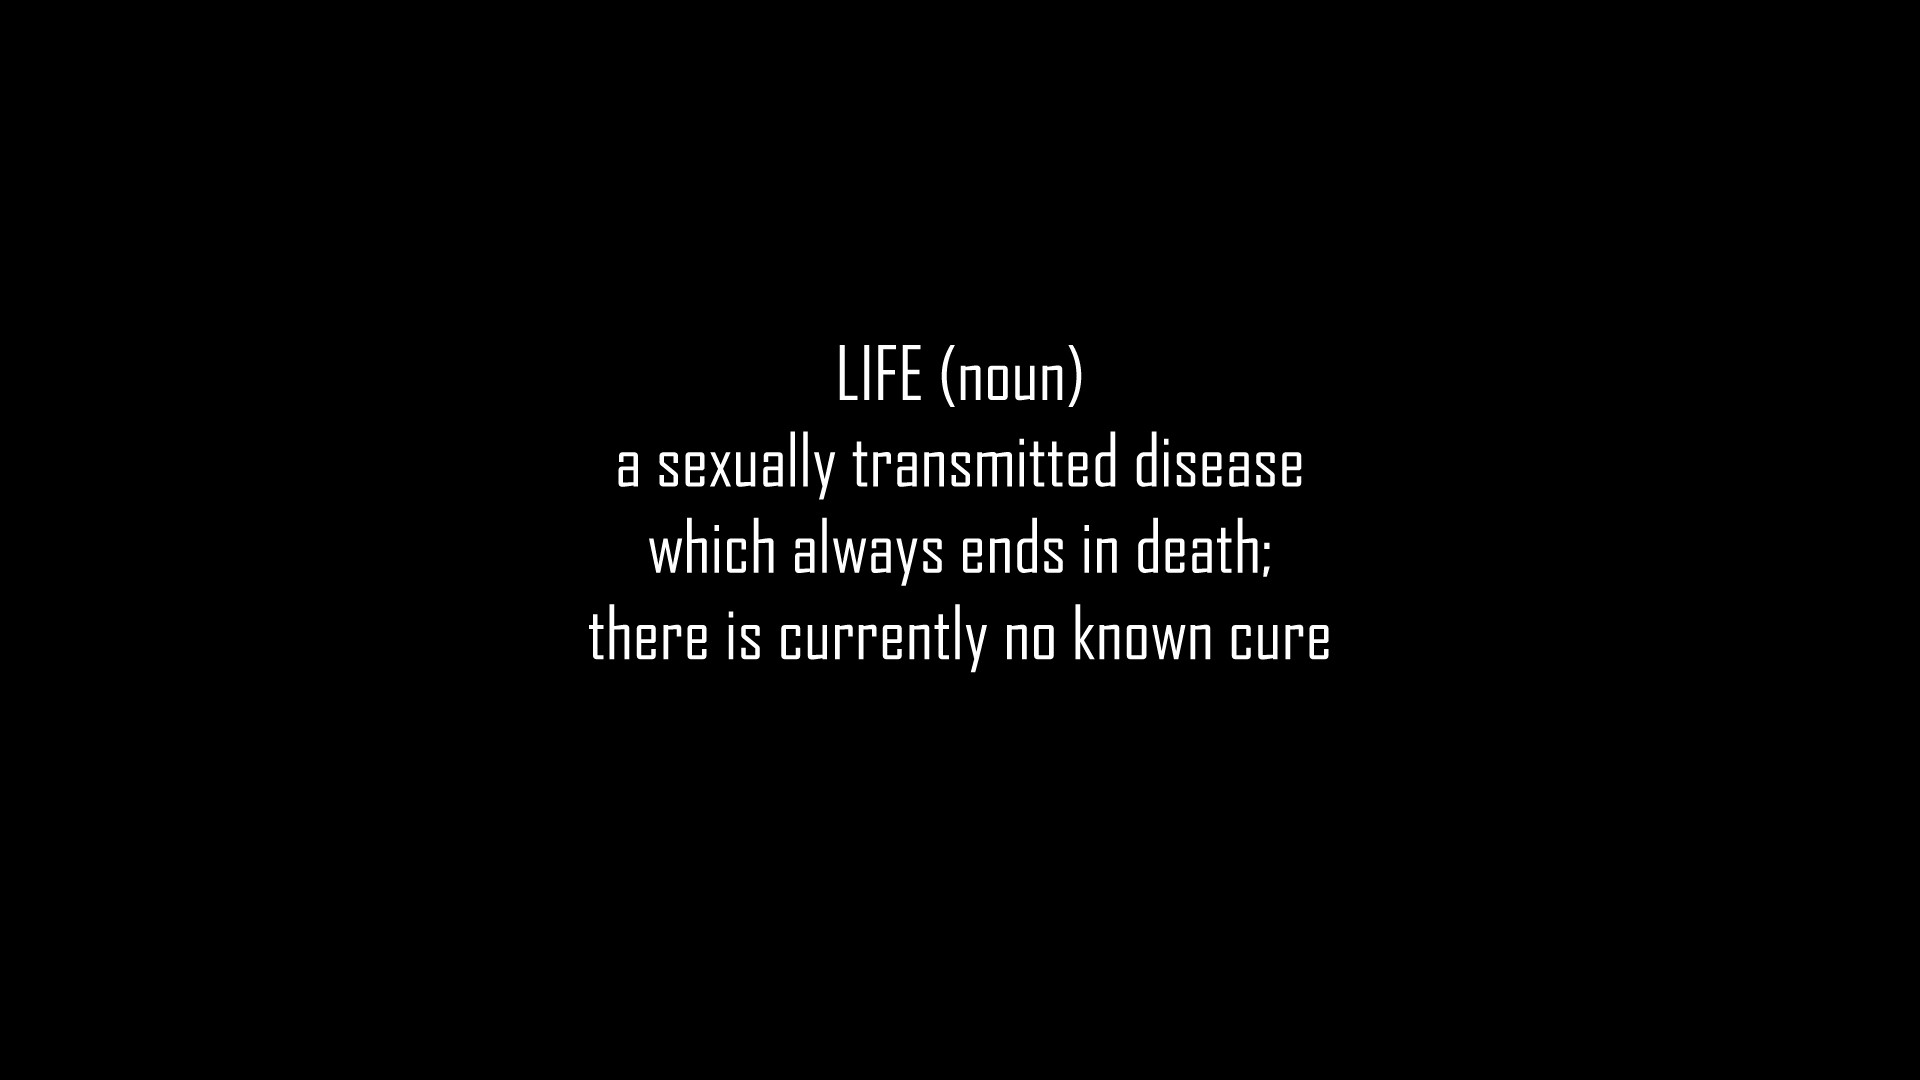 LIFE (noun)
a sexually transmitted disease
which always ends in death;
there is currently no known cure